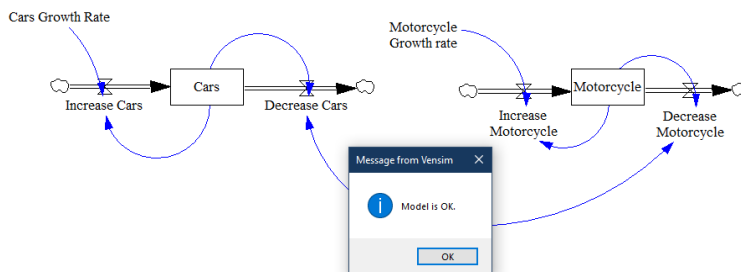 Cars Growth Rate
Cars
Increase Cars
Decrease Cars
Motorcycle
Growth rate
Motorcycle
Increase
Motorcycle
Decrease
Motorcycle
Message from Vensim
Model is OK.
OK